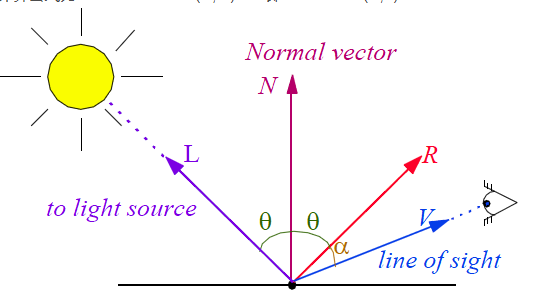 Normal vector
N
L
R
to light source
θ
θ
V
α
line of sight